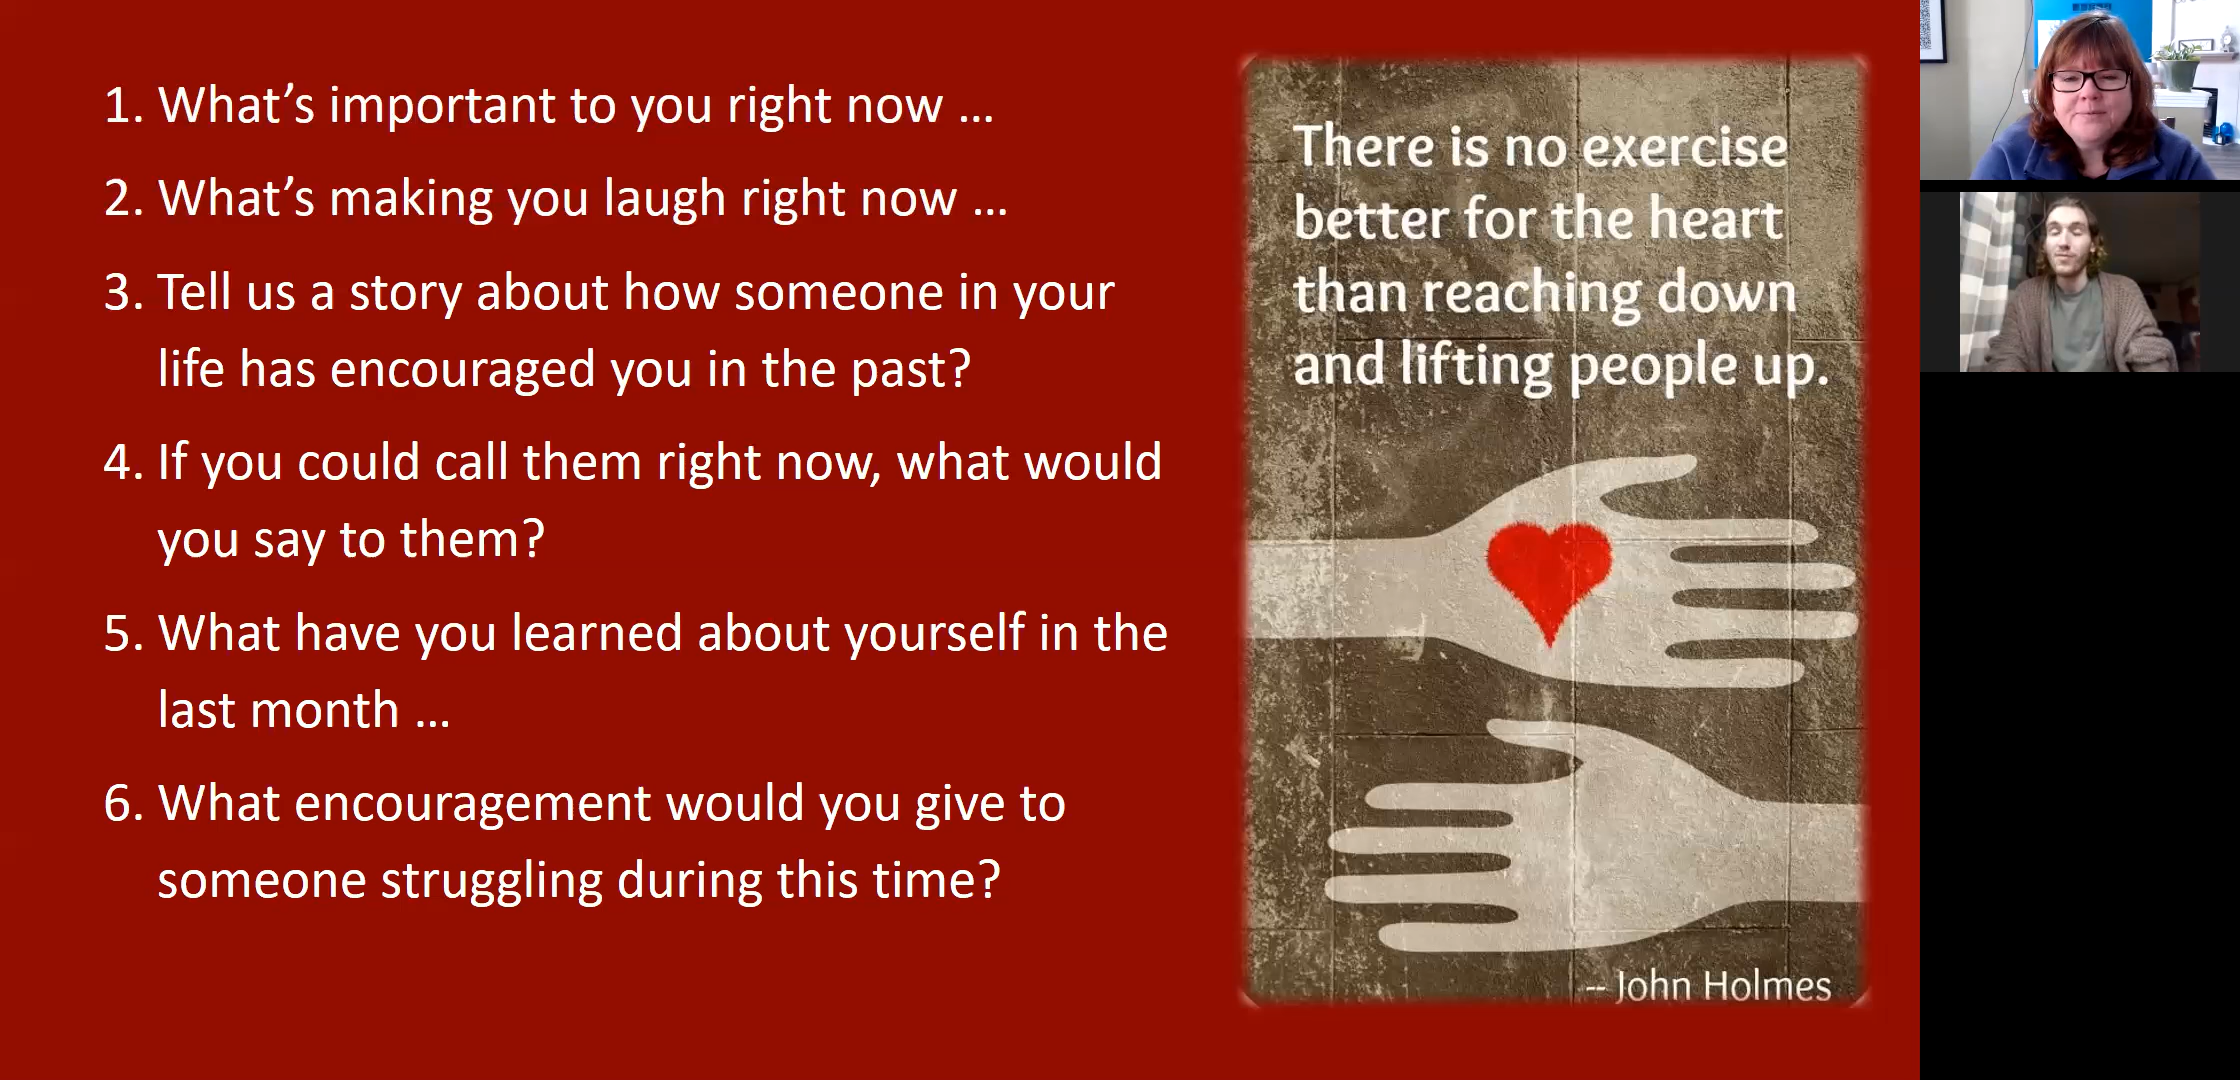 1. What’s important to you right now ...
2. What’s making you laugh right now ...
3. Tell us a story about how someone in your
life has encouraged you in the past?
4. If you could call them right now, what would
you say to them?
5. What have you learned about yourself in the
last month ...
6. What encouragement would you give to
someone struggling during this time?
There is no exercise
better for the heart
than reaching down
and lifting people up.
-- John Holmes